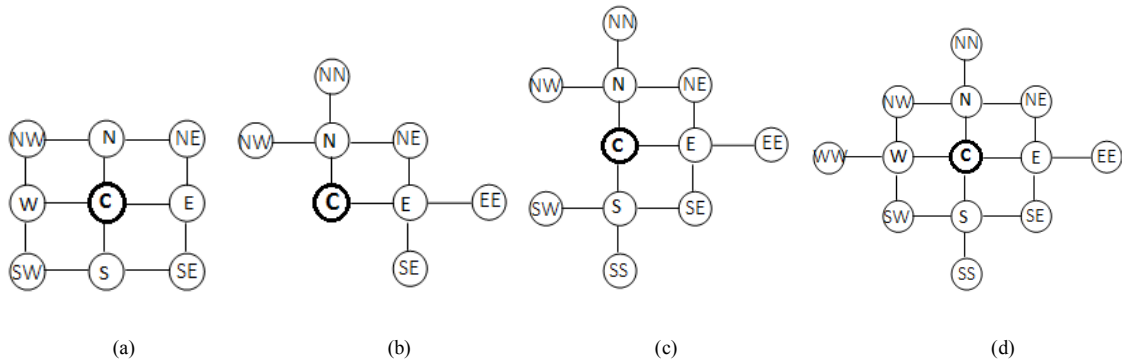 NW N NE
W C E
SW S SE
(a)
NN
NW N NE
C E EE
SE
(b)
NN
NW N NE
C E EE
SW S SE
SS
(c)
NN
NW N NE
WW W C E EE
SW S SE
SS
(d)